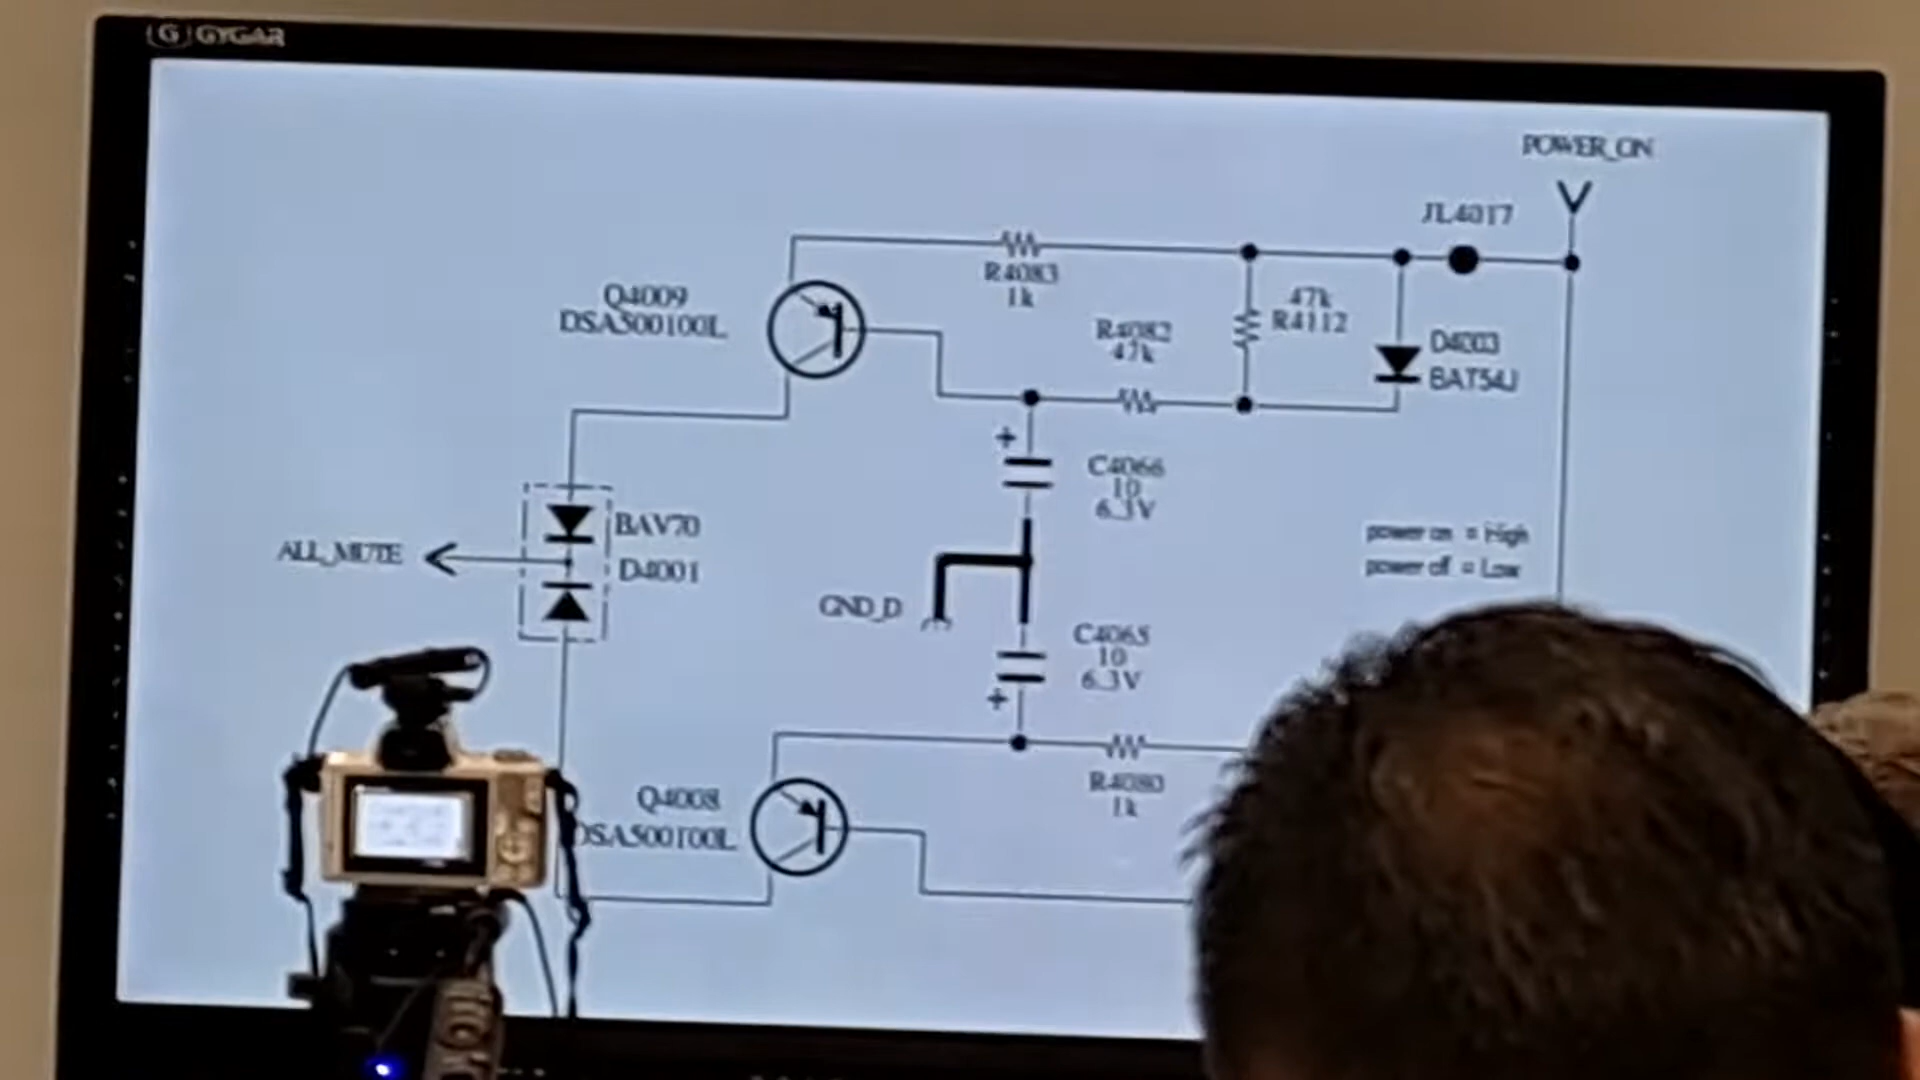 GYGAR
POWER_ON
JL4017
R4083
1k
Q4009
DSA500100L
47k
R4112
R4082
47k
D4003
BAT54J
+
C4066
10
6.3V
BAV70
ALL_MUTE
D4001
power on = High
power off = Low
GND_D
C4065
10
6.3V
+
R4080
1k
Q4008
DSA500100L